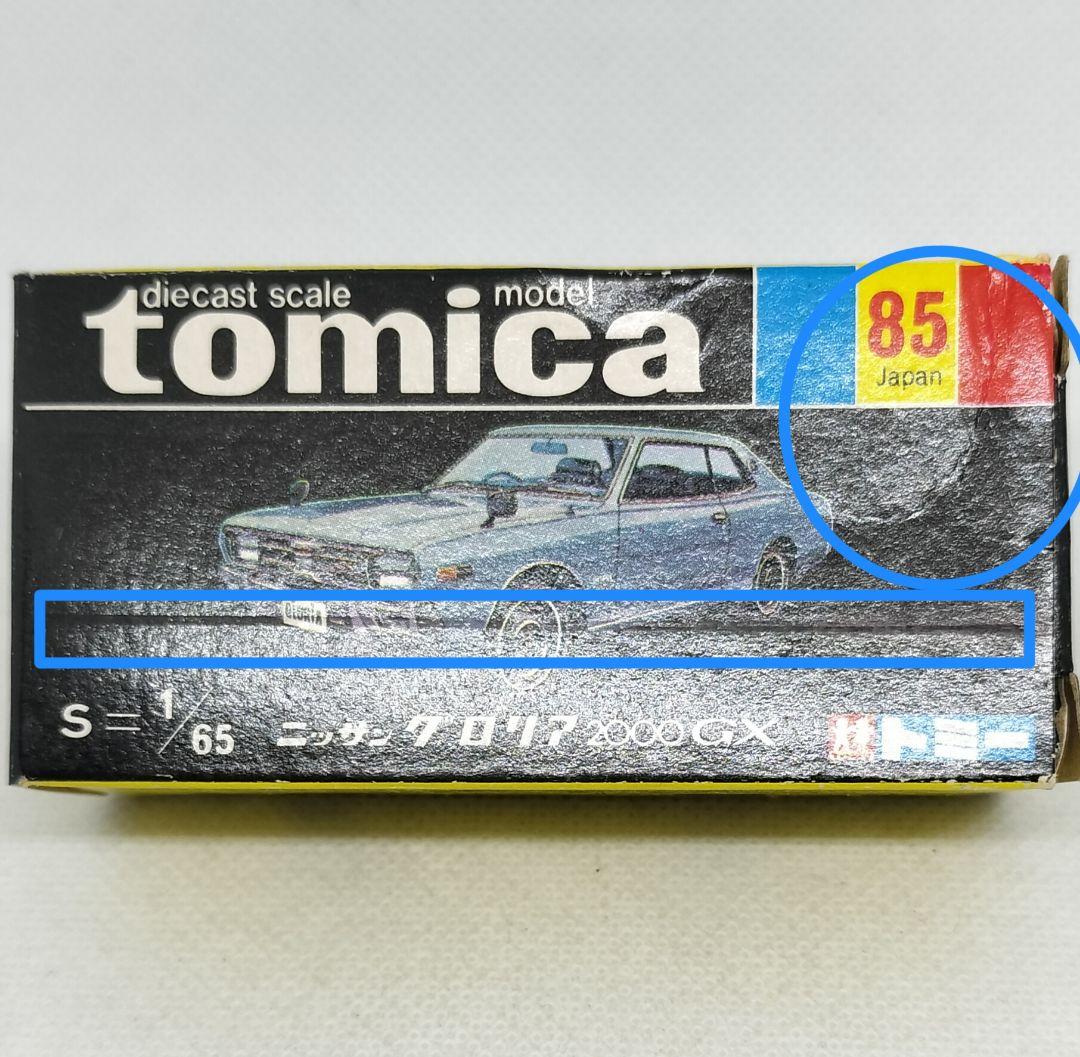 diecast scale model
tomica
85
Japan
S = 1/65 ニッサン グロリア 2000GX トミー